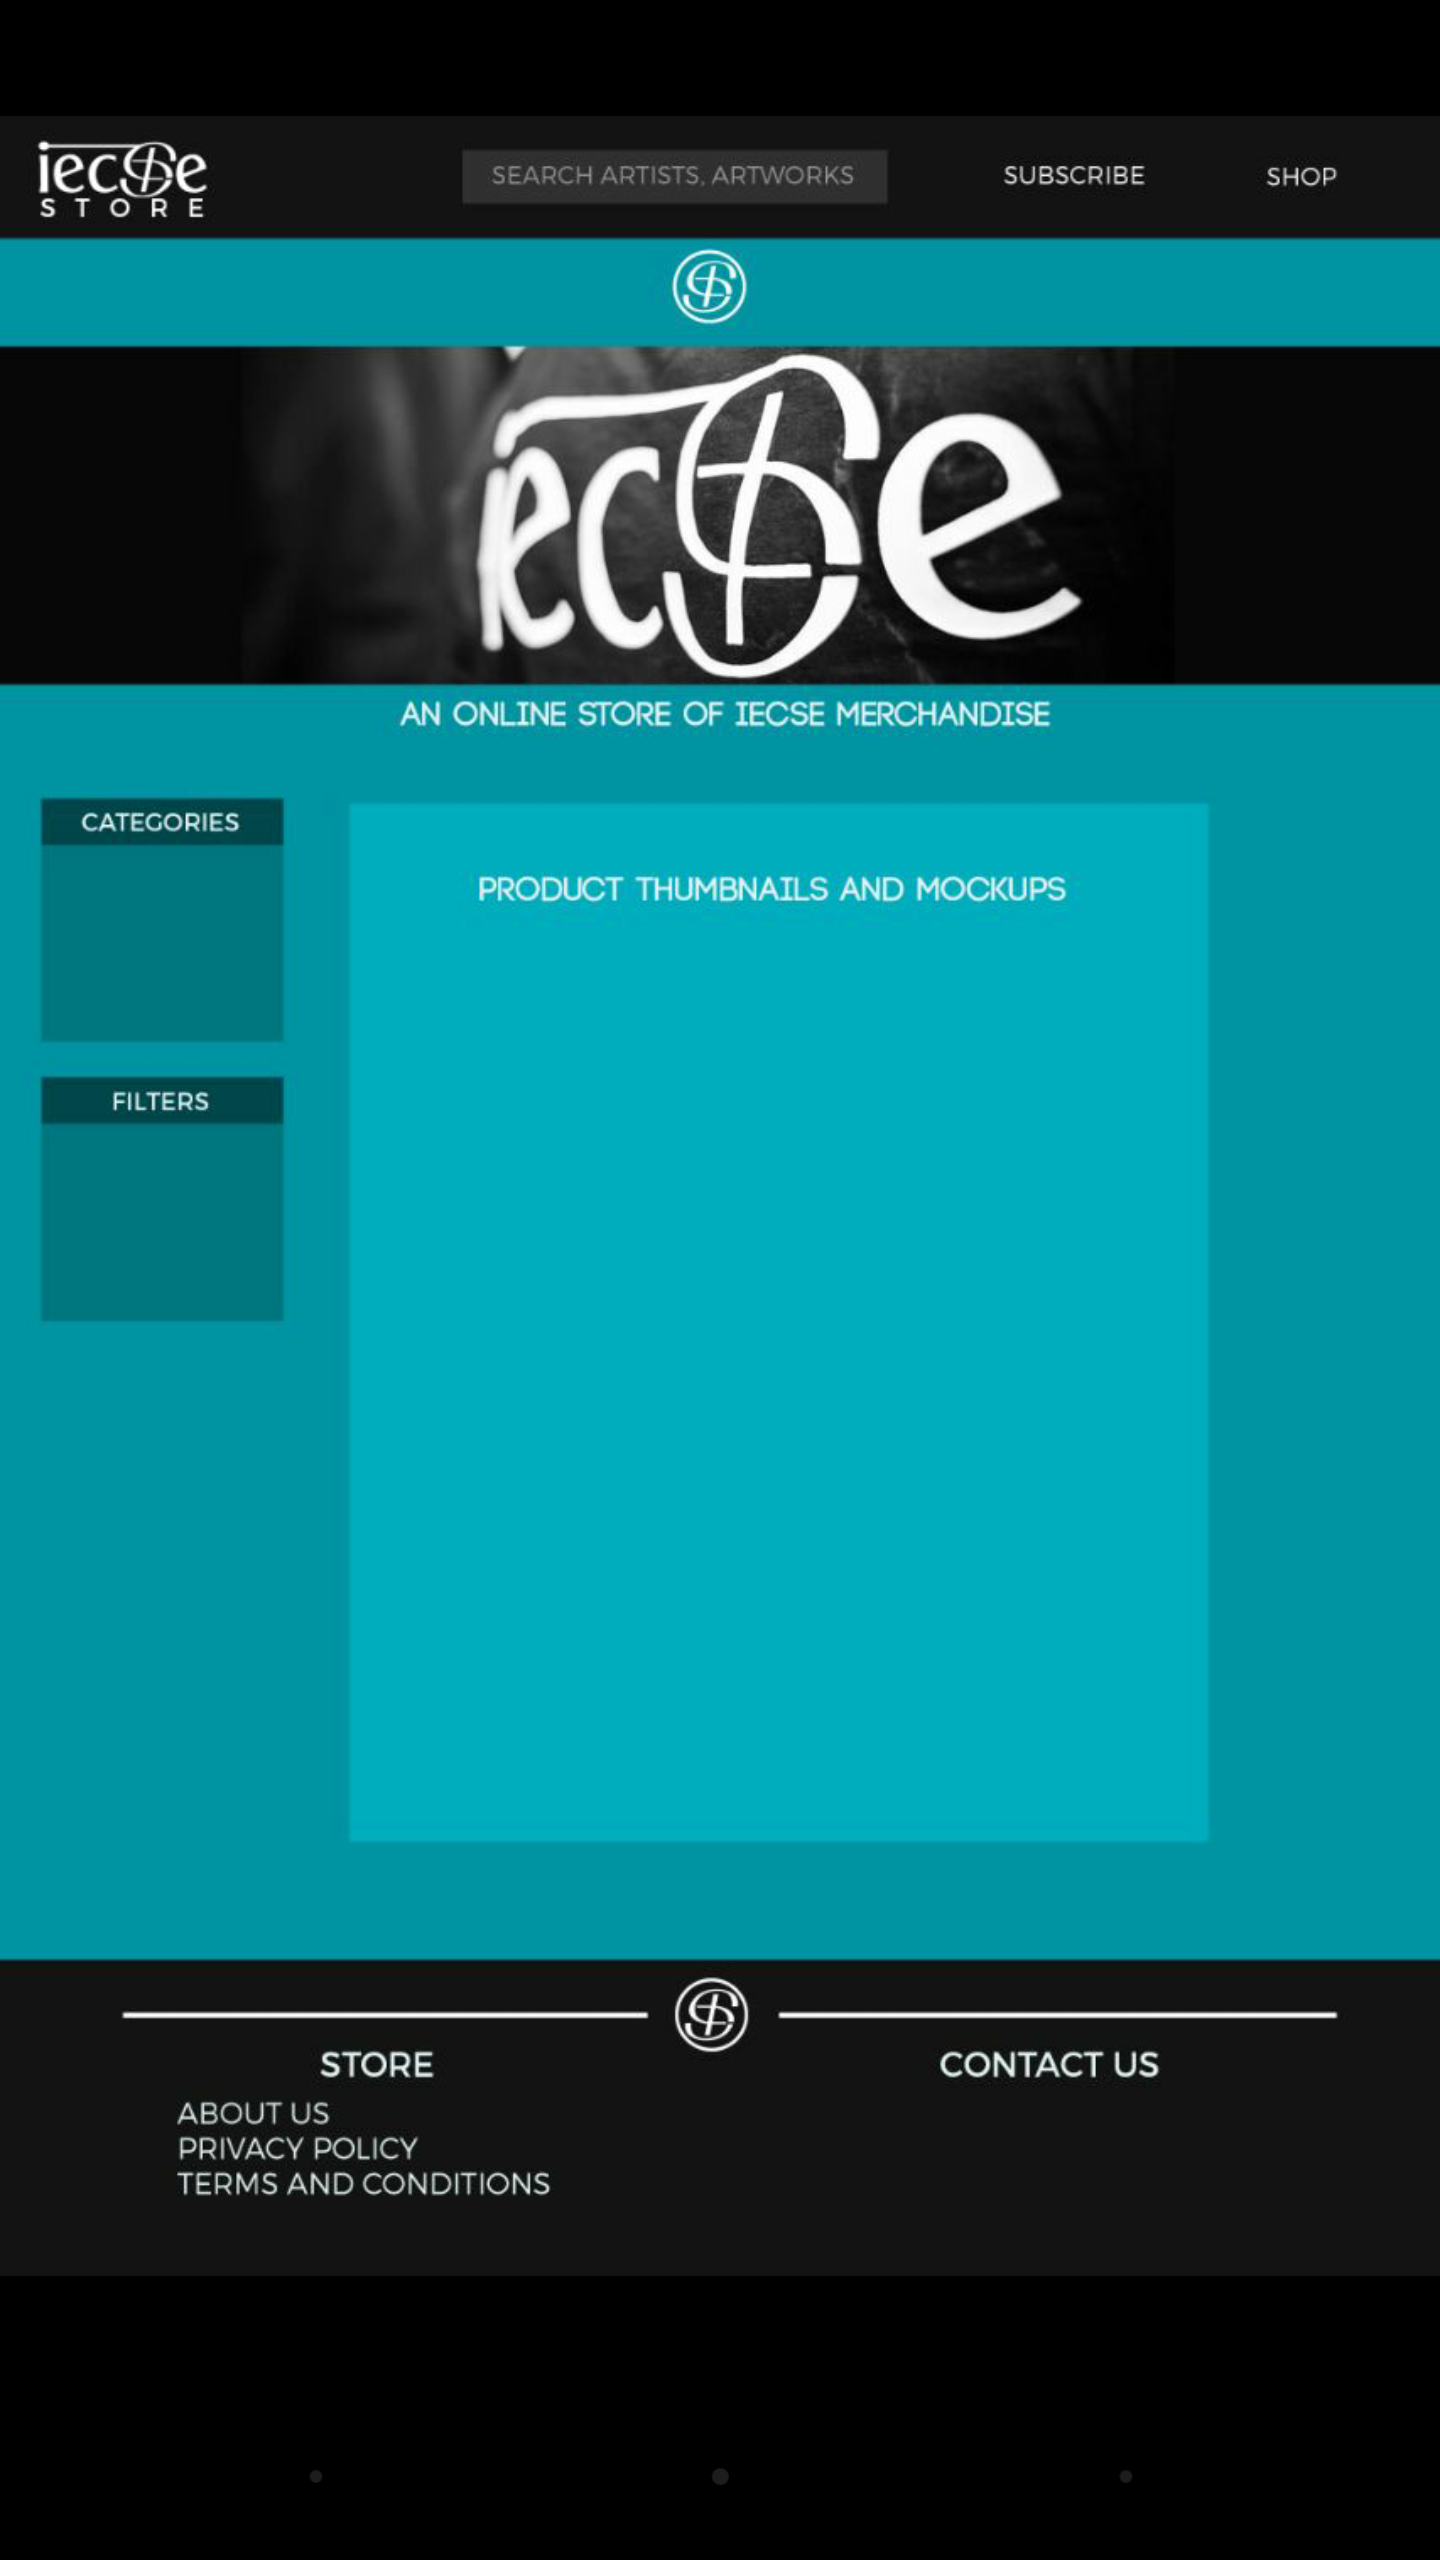 iecSe
STORE
SEARCH ARTISTS, ARTWORKS
SUBSCRIBE
SHOP
iecSe
AN ONLINE STORE OF IECSE MERCHANDISE
CATEGORIES
PRODUCT THUMBNAILS AND MOCKUPS
FILTERS
STORE
CONTACT US
ABOUT US
PRIVACY POLICY
TERMS AND CONDITIONS